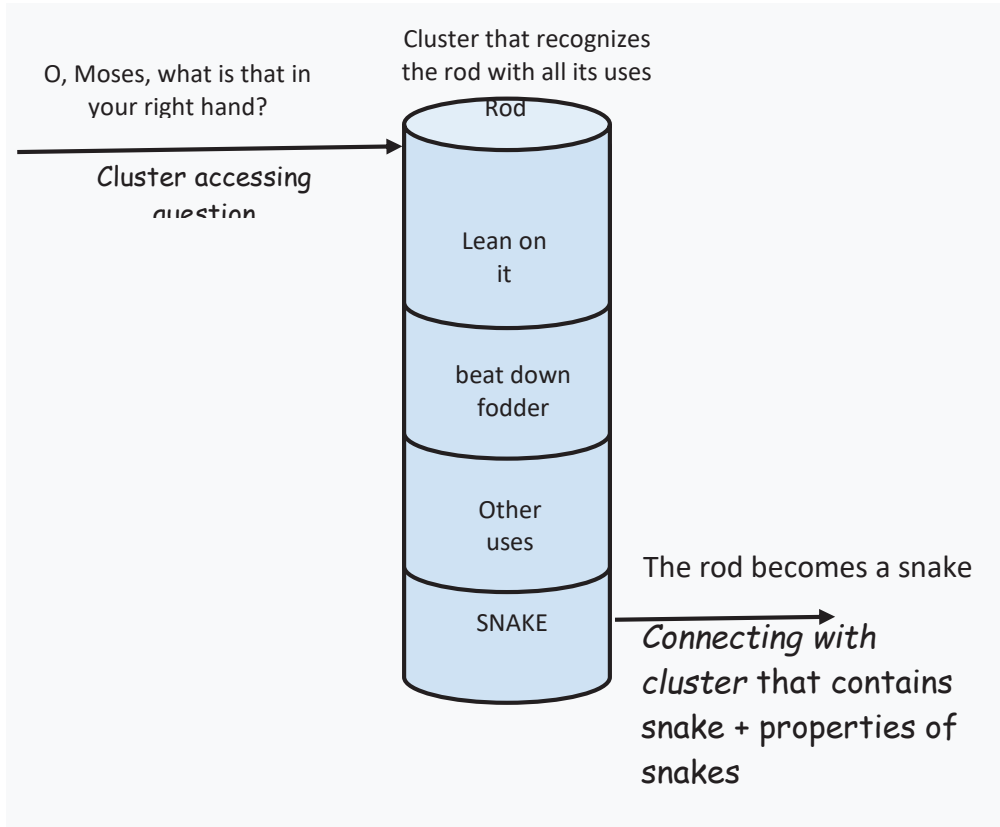 Cluster that recognizes
the rod with all its uses
O, Moses, what is that in
your right hand?
Cluster accessing
question
Rod
Lean on
it
beat down
fodder
Other
uses
SNAKE
The rod becomes a snake
Connecting with
cluster that contains
snake + properties of
snakes